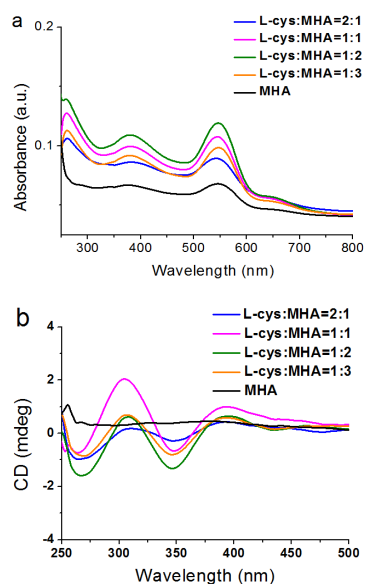 a
0.2
0.1
Absorbance (a.u.)
L-cys:MHA=2:1
L-cys:MHA=1:1
L-cys:MHA=1:2
L-cys:MHA=1:3
MHA
300 400 500 600 700 800
Wavelength (nm)
b
4
2
0
-2
-4
CD (mdeg)
L-cys:MHA=2:1
L-cys:MHA=1:1
L-cys:MHA=1:2
L-cys:MHA=1:3
MHA
250 300 350 400 450 500
Wavelength (nm)